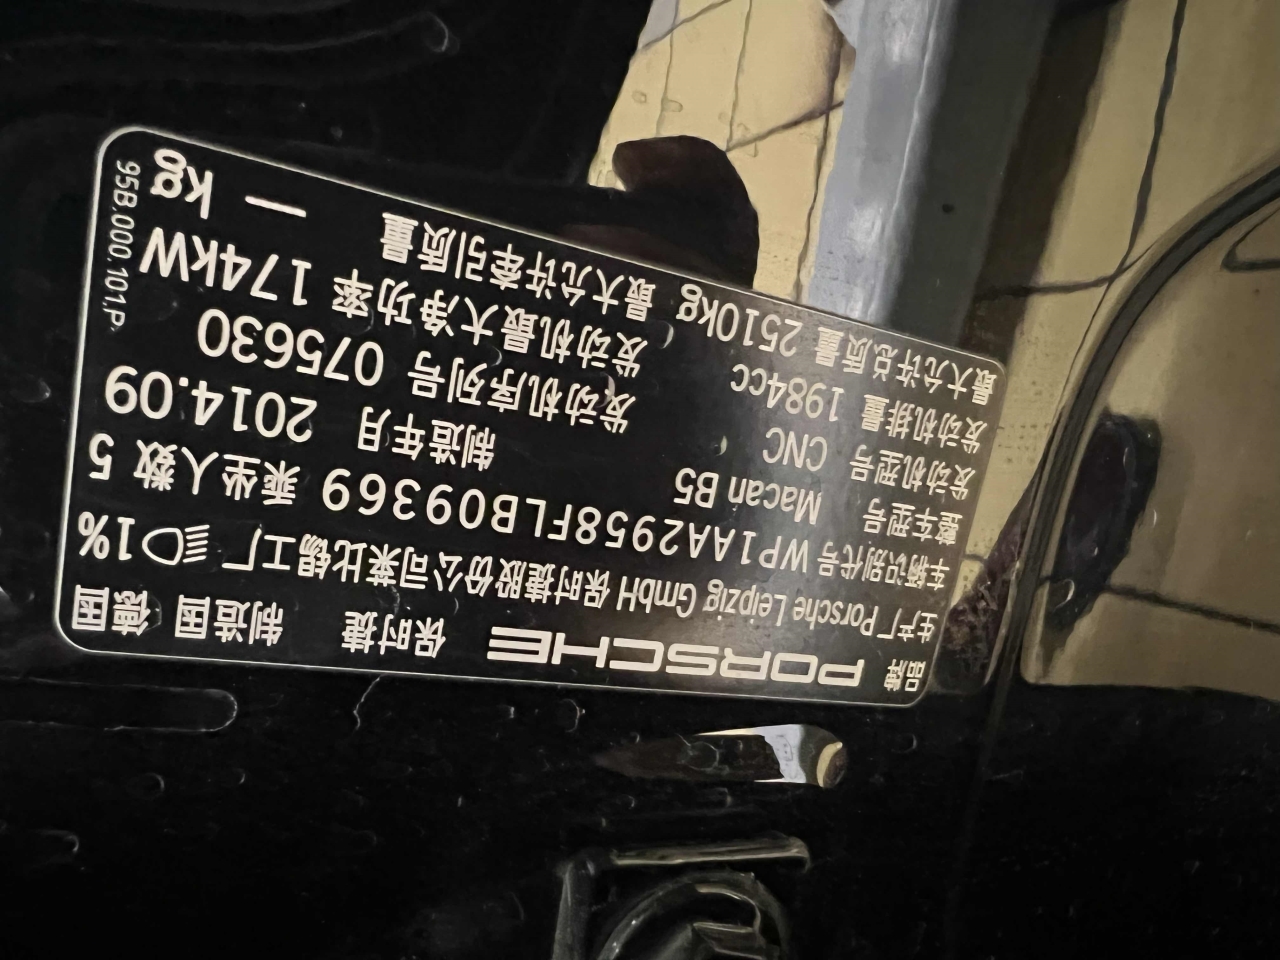 品牌 PORSCHE 保时捷 制造国 德国
生产厂 Porsche Leipzig GmbH 保时捷股份公司莱比锡工厂 1%
车辆识别代号 WP1AA2958FLB09369 乘坐人数 5
整车型号 Macan B5 制造年月 2014.09
发动机型号 CNC 发动机序列号 075630
发动机排量 1984cc 发动机最大净功率 174kW
最大允许总质量 2510kg 最大允许牵引质量 — kg
95B.000.101.P.